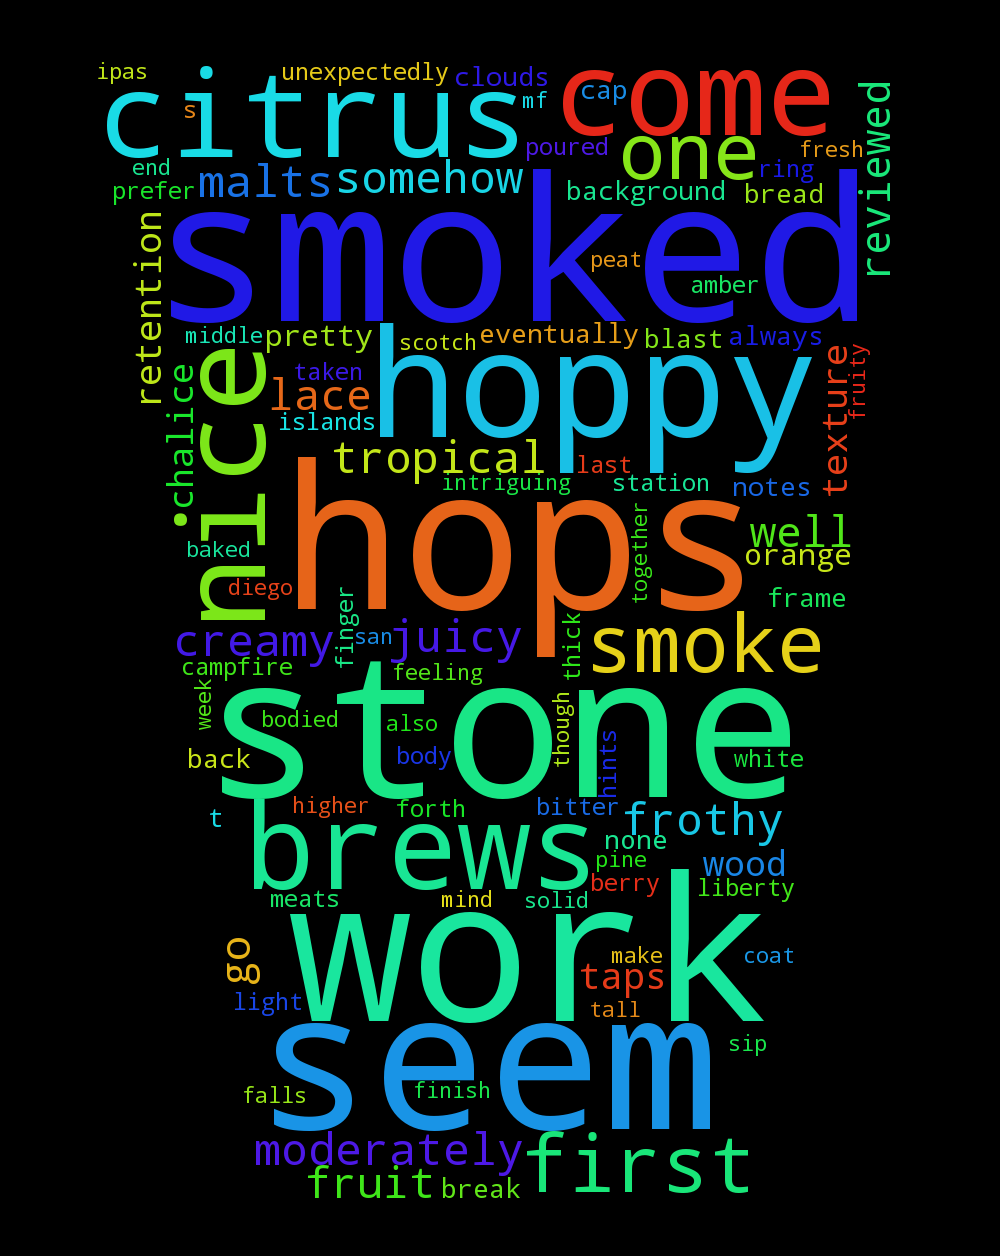 ipas
unexpectedly
clouds
come
citrus
s
mf
cap
reviewed
one
poured
fresh
end
prefer
malts
somehow
background
ring
bread
smoked
retention
peat
amber
middle
pretty
scotch
eventually
blast
always
hoppy
nice
chalice
taken
lace
islands
texture
fruity
tropical
last
intriguing
station
notes
hops
together
well
orange
baked
diego
frame
creamy
finger
san
juicy
thick
smoke
campfire
feeling
week
stone
bodied
also
though
hints
back
body
white
t
higher
forth
bitter
frothy
brews
none
pine
wood
berry
liberty
meats
mind
solid
work
go
make
taps
coat
light
tall
seem
sip
falls
finish
moderately
first
fruit
break